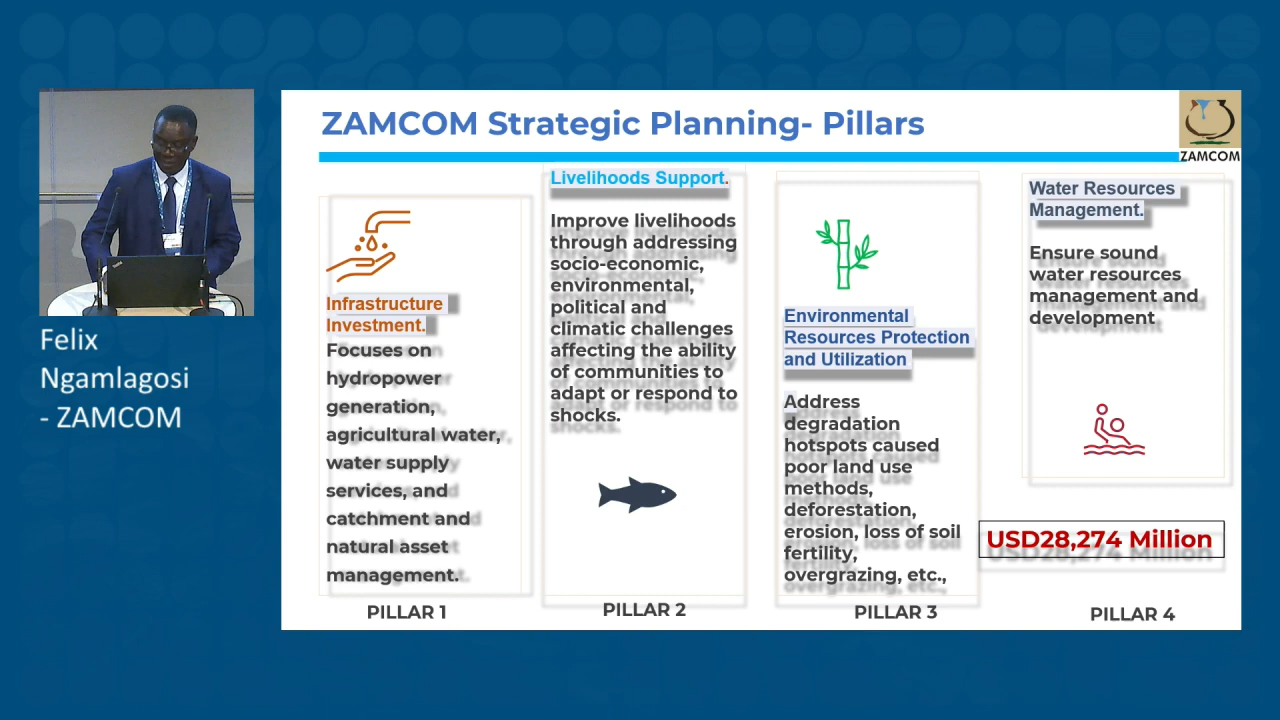 Felix
Ngamlagosi
- ZAMCOM
ZAMCOM Strategic Planning- Pillars
ZAMCOM
Infrastructure
Investment.
Focuses on
hydropower
generation,
agricultural water,
water supply
services, and
catchment and
natural asset
management.
PILLAR 1
Livelihoods Support.
Improve livelihoods
through addressing
socio-economic,
environmental,
political and
climatic challenges
affecting the ability
of communities to
adapt or respond to
shocks.
PILLAR 2
Environmental
Resources Protection
and Utilization
Address
degradation
hotspots caused
poor land use
methods,
deforestation,
erosion, loss of soil
fertility,
overgrazing, etc.,
PILLAR 3
Water Resources
Management.
Ensure sound
water resources
management and
development
USD28,274 Million
PILLAR 4